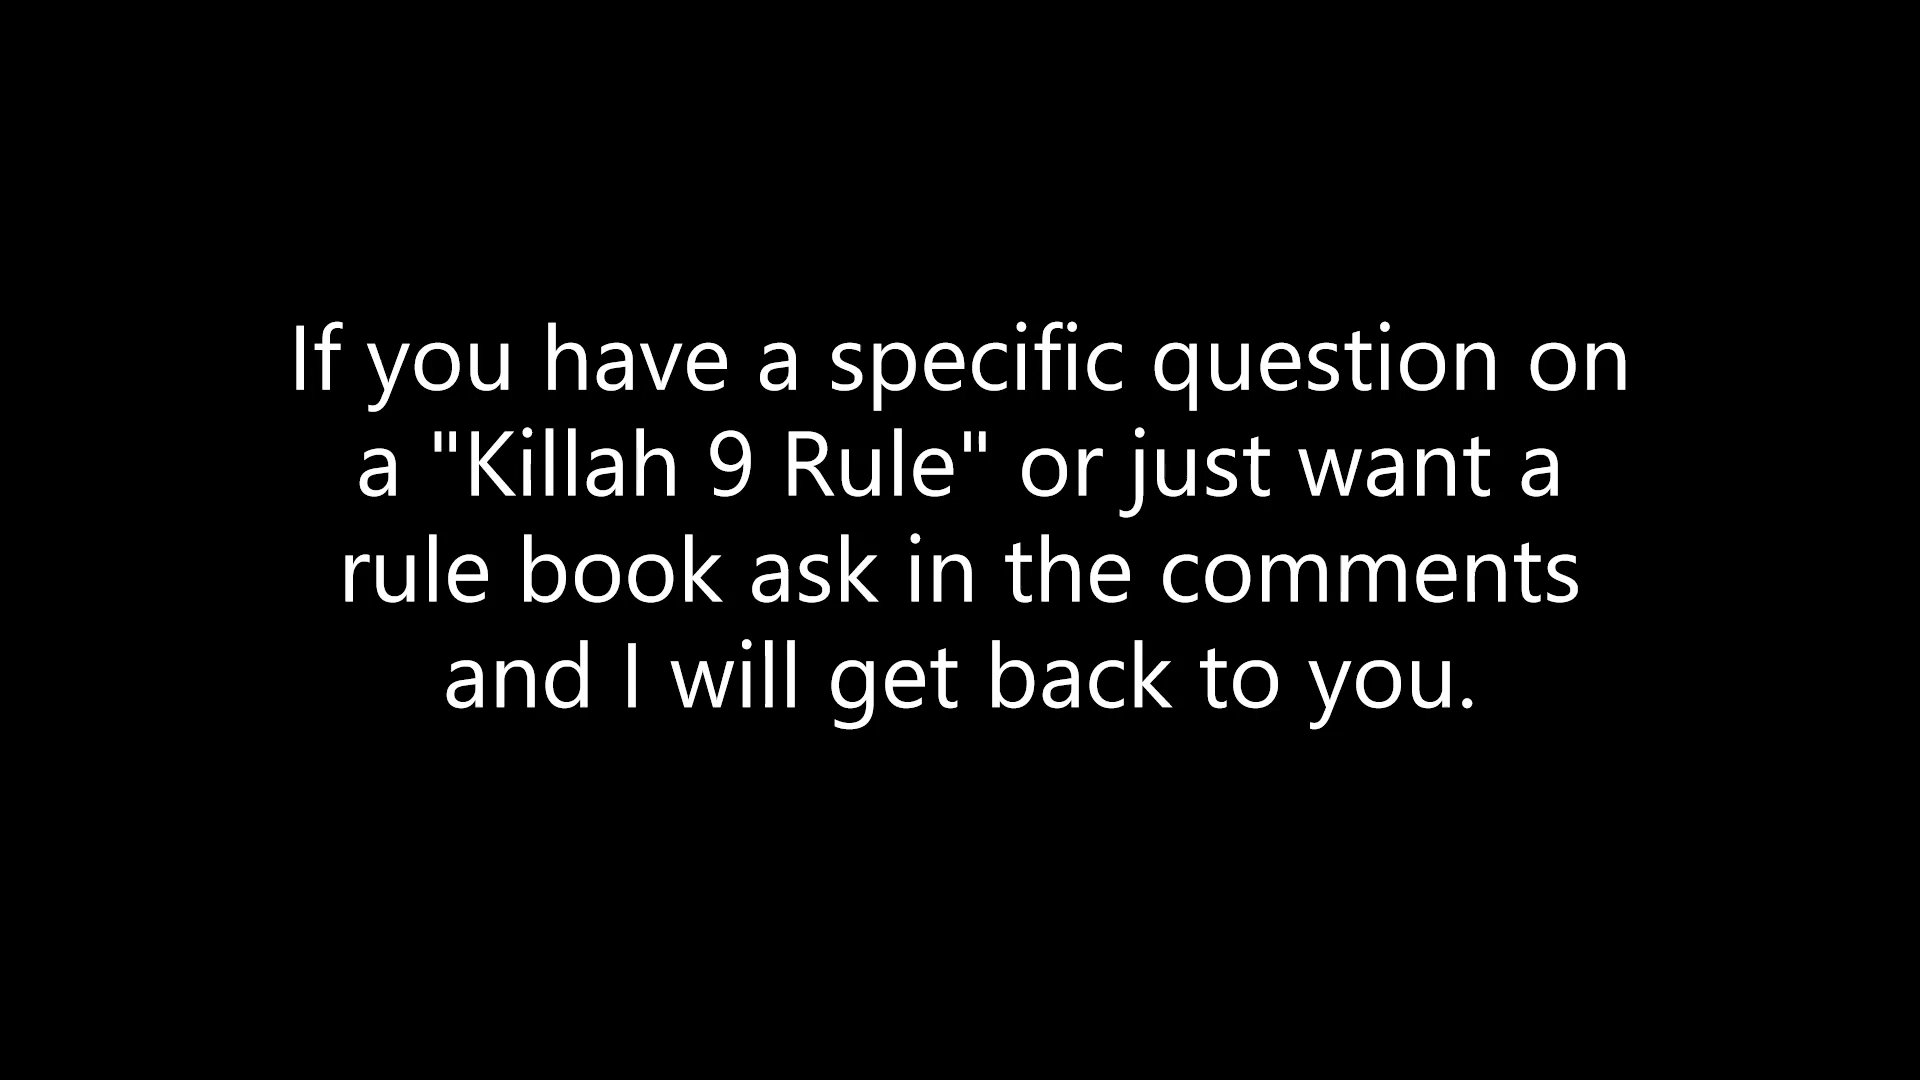 If you have a specific question on
a "Killah 9 Rule" or just want a
rule book ask in the comments
and I will get back to you.